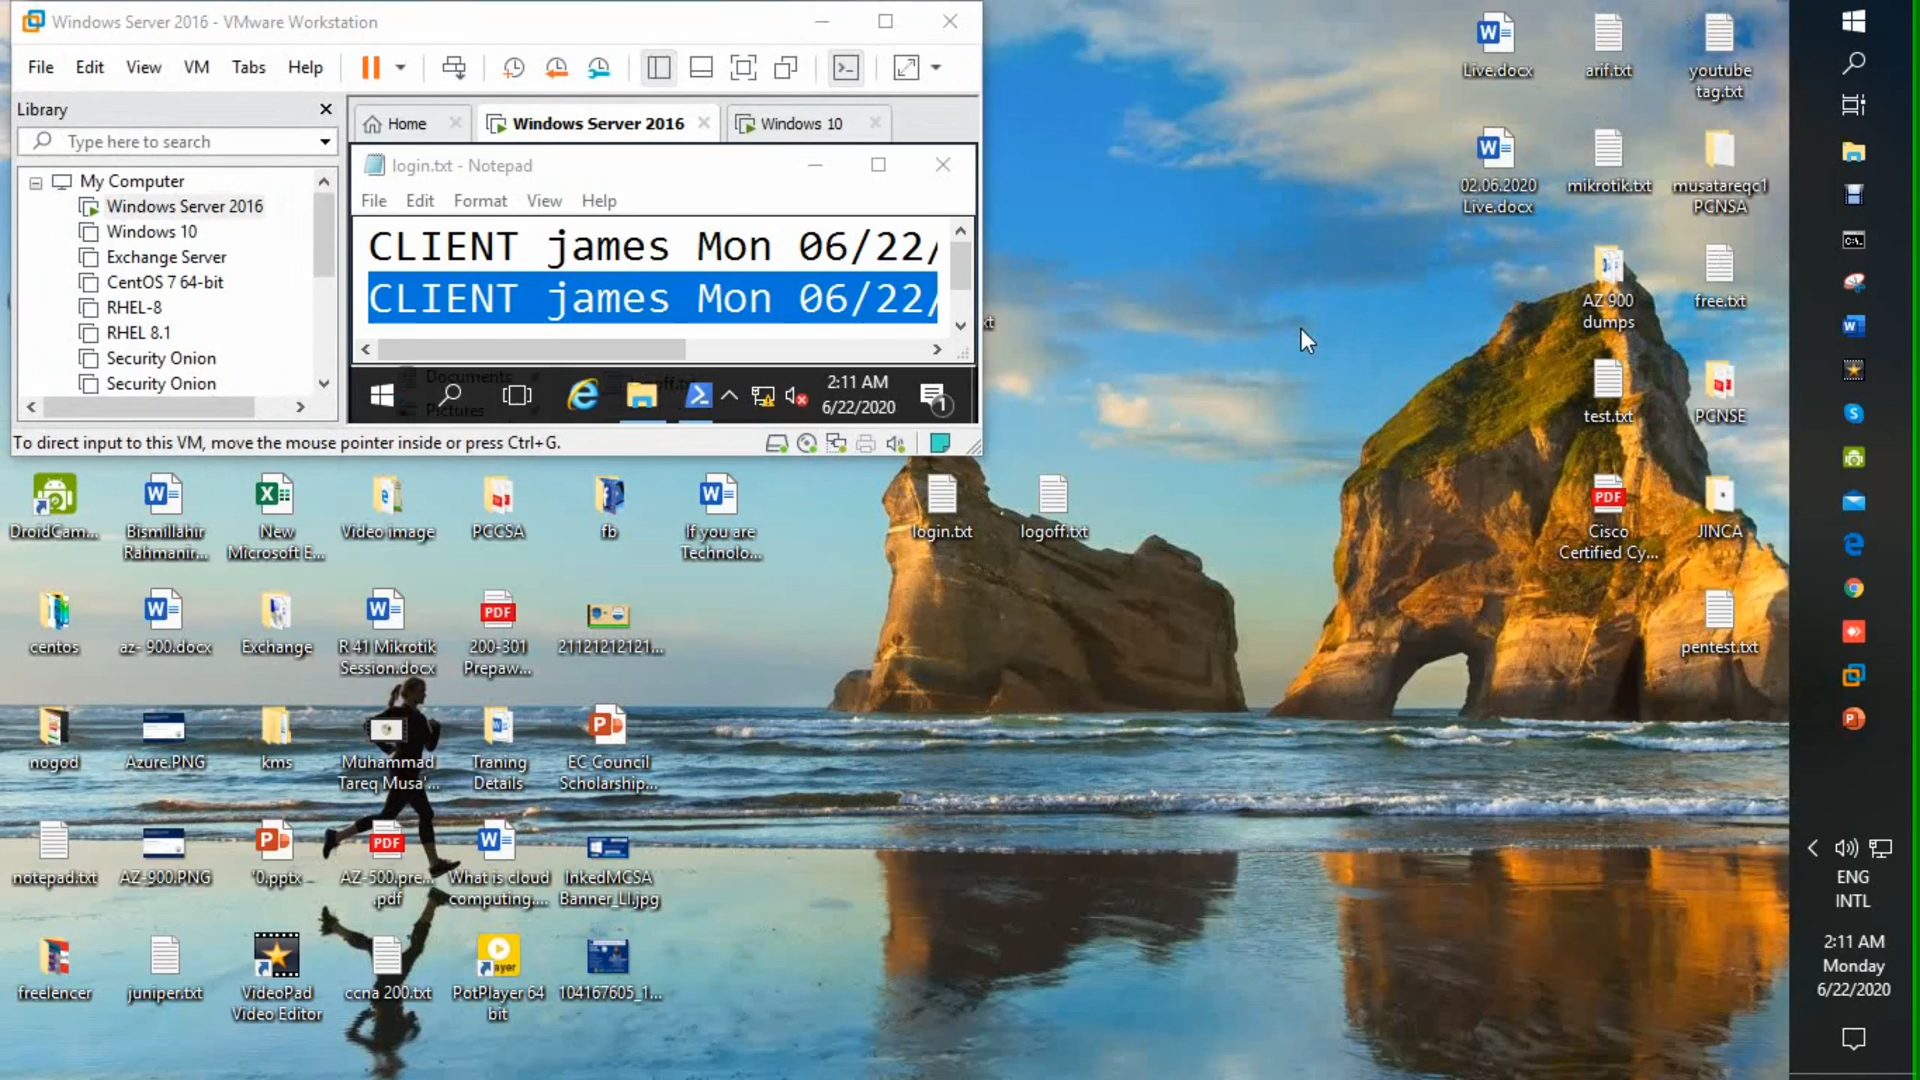 Windows Server 2016 - VMware Workstation
File Edit View VM Tabs Help
Library
Type here to search
My Computer
Windows Server 2016
Windows 10
Exchange Server
CentOS 7 64-bit
RHEL-8
RHEL 8.1
Security Onion
Security Onion
Home
Windows Server 2016
Windows 10
login.txt - Notepad
File Edit Format View Help
CLIENT james Mon 06/22/
CLIENT james Mon 06/22/
Documents
Pictures
2:11 AM
6/22/2020
1
To direct input to this VM, move the mouse pointer inside or press Ctrl+G.
Live.docx
arif.txt
youtube
tag.txt
02.06.2020
Live.docx
mikrotik.txt
musatareqc1
PCNSA
AZ 900
dumps
free.txt
test.txt
PCNSE
Cisco
Certified Cy...
JINCA
pentest.txt
DroidCam...
Bismillahir
Rahmanir...
New
Microsoft E...
Video image
PCCSA
fb
If you are
Technolo...
login.txt
logoff.txt
centos
az- 900.docx
Exchange
R 41 Mikrotik
Session.docx
PDF
200-301
Prepaw...
21121212121...
nogod
Azure.PNG
kms
Muhammad
Tareq Musa'...
Traning
Details
EC Council
Scholarship...
notepad.txt
AZ-900.PNG
'0.pptx
PDF
AZ-500.pre...
.pdf
What is cloud
computing....
InkedMCSA
Banner_LI.jpg
freelencer
juniper.txt
VideoPad
Video Editor
ccna 200.txt
PotPlayer 64
bit
104167605_1...
PDF
ENG
INTL
2:11 AM
Monday
6/22/2020